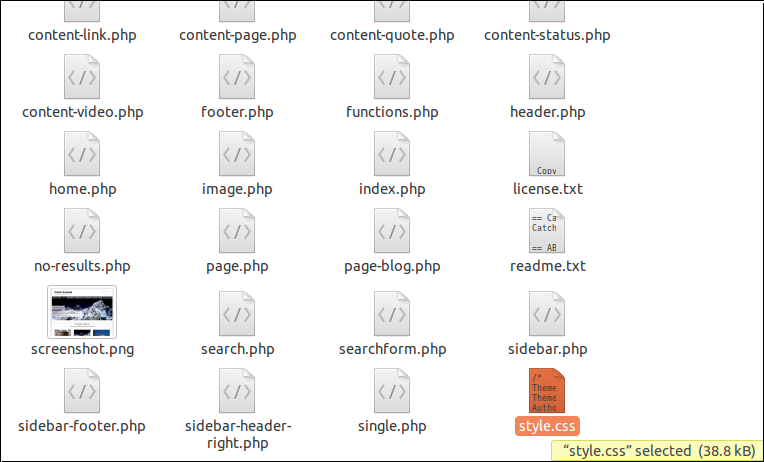 content-link.php content-page.php content-quote.php content-status.php
content-video.php footer.php functions.php header.php
Copy
home.php image.php index.php license.txt
== Ca
Catch
== AB
no-results.php page.php page-blog.php readme.txt
screenshot.png search.php searchform.php sidebar.php
/*
Theme
Theme
Autho
sidebar-footer.php sidebar-header-
right.php single.php style.css
“style.css” selected (38.8 kB)